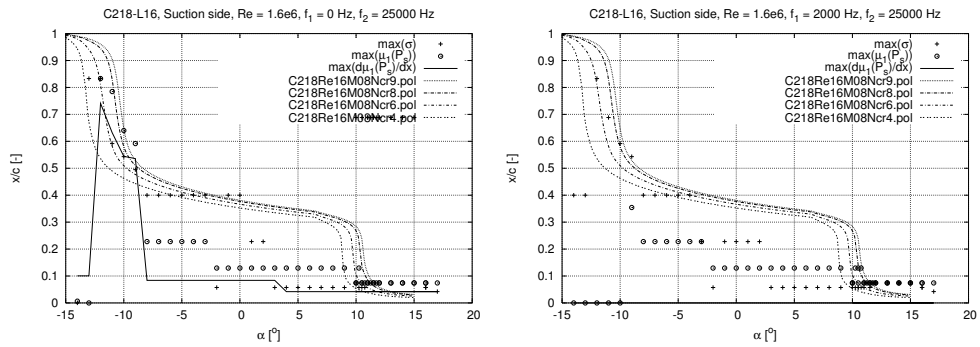 C218-L16, Suction side, Re = 1.6e6, f₁ = 0 Hz, f₂ = 25000 Hz
x/c [-]
1
0.9
0.8
0.7
0.6
0.5
0.4
0.3
0.2
0.1
0
max(σ)
max(μ₁(Pₛ))
max(dμ₁(Pₛ)/dx)
C218Re16M08Ncr9.pol
C218Re16M08Ncr8.pol
C218Re16M08Ncr6.pol
C218Re16M08Ncr4.pol
-15 -10 -5 0 5 10 15 20
α [°]
C218-L16, Suction side, Re = 1.6e6, f₁ = 2000 Hz, f₂ = 25000 Hz
x/c [-]
1
0.9
0.8
0.7
0.6
0.5
0.4
0.3
0.2
0.1
0
max(σ)
max(μ₁(Pₛ))
max(dμ₁(Pₛ)/dx)
C218Re16M08Ncr9.pol
C218Re16M08Ncr8.pol
C218Re16M08Ncr6.pol
C218Re16M08Ncr4.pol
-15 -10 -5 0 5 10 15 20
α [°]